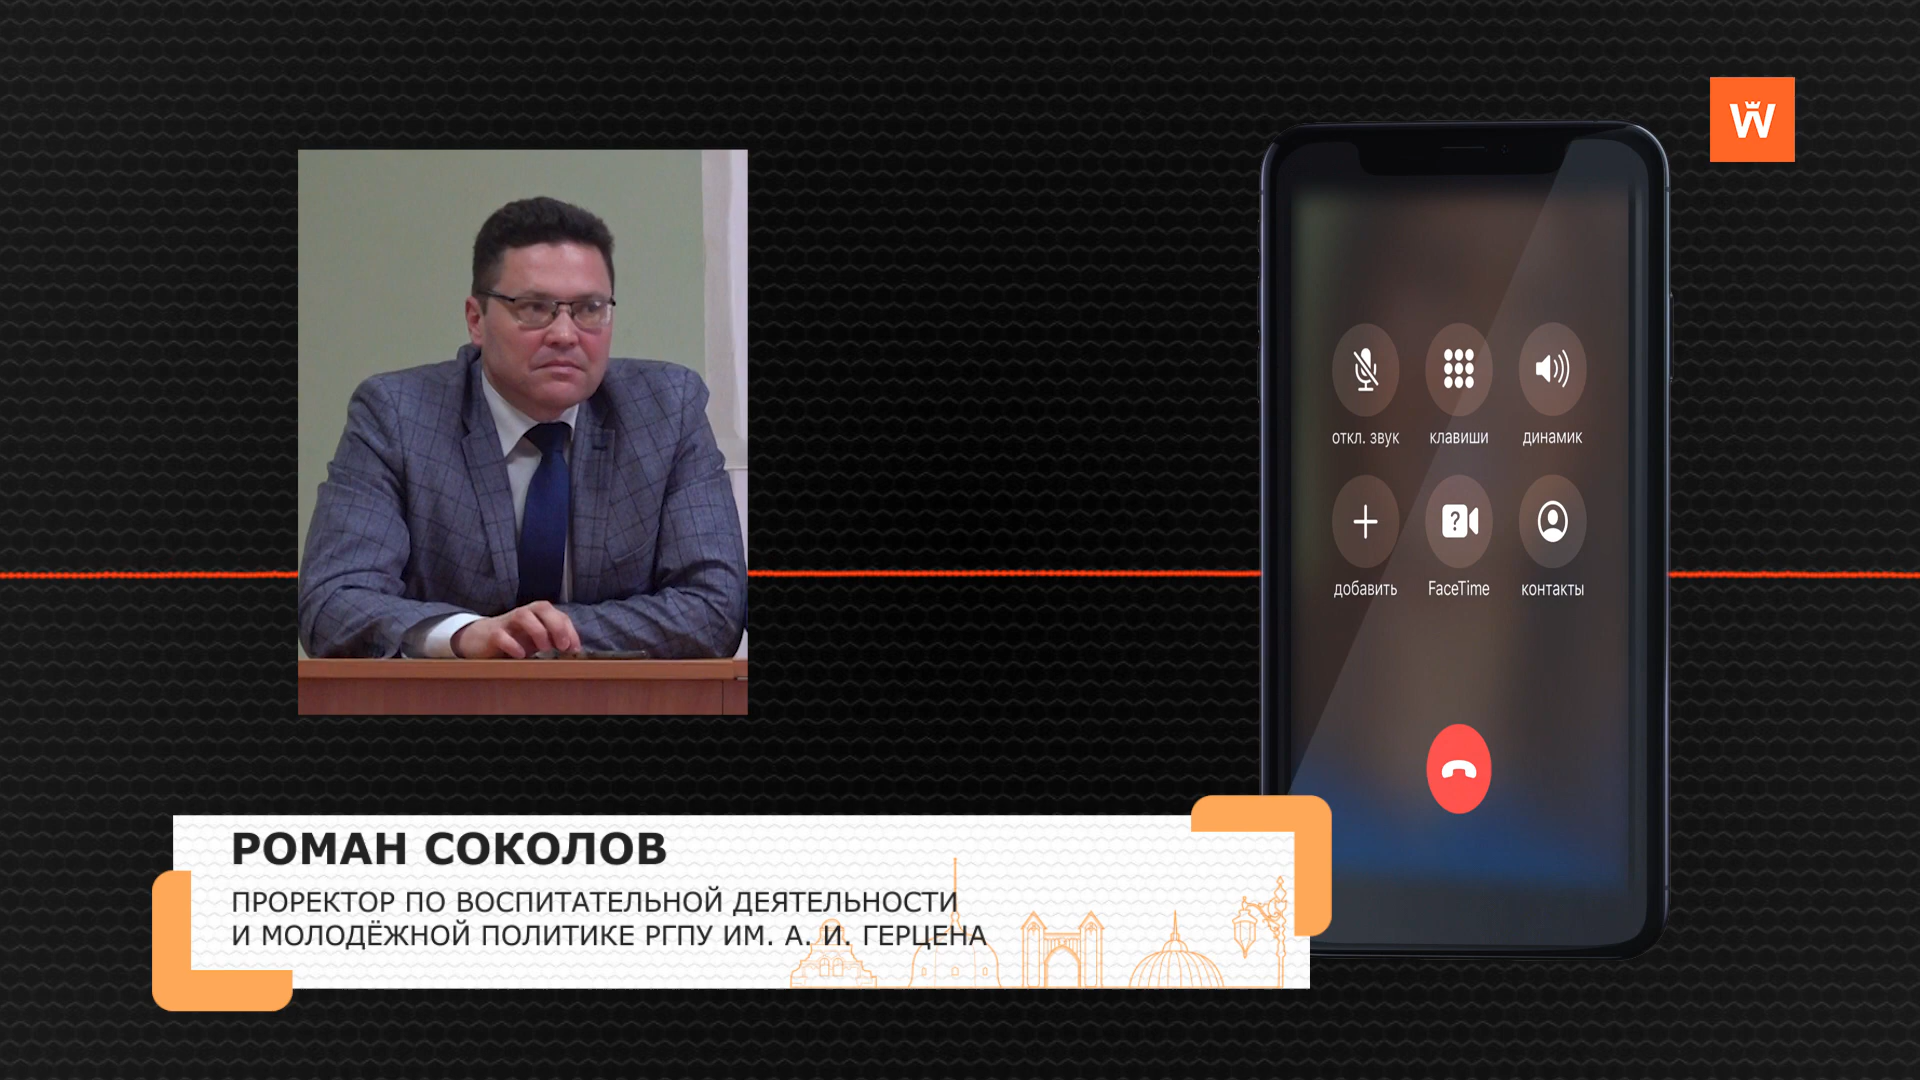 W
откл. звук клавиши динамик
?
добавить FaceTime контакты
РОМАН СОКОЛОВ
ПРОРЕКТОР ПО ВОСПИТАТЕЛЬНОЙ ДЕЯТЕЛЬНОСТИ
И МОЛОДЁЖНОЙ ПОЛИТИКЕ РГПУ ИМ. А. И. ГЕРЦЕНА